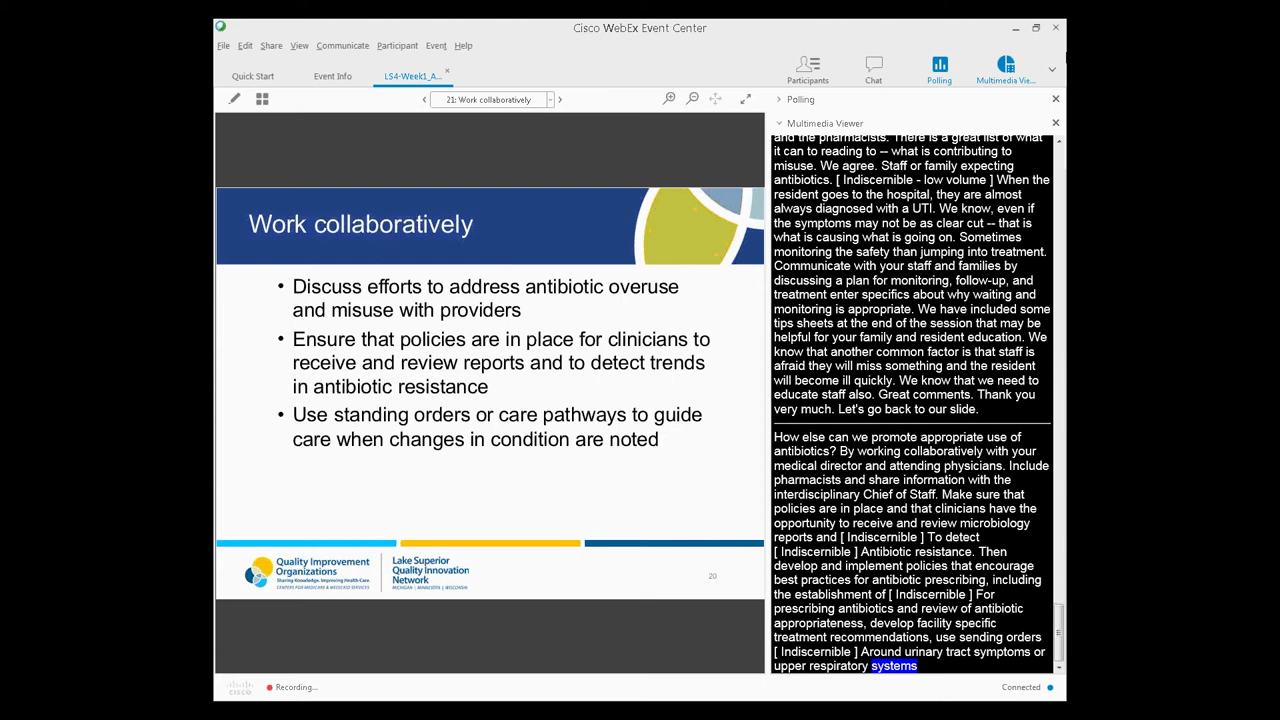 Cisco WebEx Event Center
File Edit Share View Communicate Participant Event Help
Quick Start
Event Info
LS4-Week1_A...
Participants
Chat
Polling
Multimedia Vie...
21: Work collaboratively
Polling
Multimedia Viewer
Work collaboratively
• Discuss efforts to address antibiotic overuse
and misuse with providers
• Ensure that policies are in place for clinicians to
receive and review reports and to detect trends
in antibiotic resistance
• Use standing orders or care pathways to guide
care when changes in condition are noted
Quality Improvement
Organizations
Sharing Knowledge. Improving Health Care.
CENTERS FOR MEDICARE & MEDICAID SERVICES
Lake Superior
Quality Innovation
Network
MICHIGAN | MINNESOTA | WISCONSIN
20
and the pharmacists. There is a great list of what
it can to reading to -- what is contributing to
misuse. We agree. Staff or family expecting
antibiotics. [ Indiscernible - low volume ] When the
resident goes to the hospital, they are almost
always diagnosed with a UTI. We know, even if
the symptoms may not be as clear cut -- that is
what is causing what is going on. Sometimes
monitoring the safety than jumping into treatment.
Communicate with your staff and families by
discussing a plan for monitoring, follow-up, and
treatment enter specifics about why waiting and
monitoring is appropriate. We have included some
tips sheets at the end of the session that may be
helpful for your family and resident education. We
know that another common factor is that staff is
afraid they will miss something and the resident
will become ill quickly. We know that we need to
educate staff also. Great comments. Thank you
very much. Let's go back to our slide.
How else can we promote appropriate use of
antibiotics? By working collaboratively with your
medical director and attending physicians. Include
pharmacists and share information with the
interdisciplinary Chief of Staff. Make sure that
policies are in place and that clinicians have the
opportunity to receive and review microbiology
reports and [ Indiscernible ] To detect
[ Indiscernible ] Antibiotic resistance. Then
develop and implement policies that encourage
best practices for antibiotic prescribing, including
the establishment of [ Indiscernible ] For
prescribing antibiotics and review of antibiotic
appropriateness, develop facility specific
treatment recommendations, use sending orders
[ Indiscernible ] Around urinary tract symptoms or
upper respiratory systems
cisco
Recording...
Connected